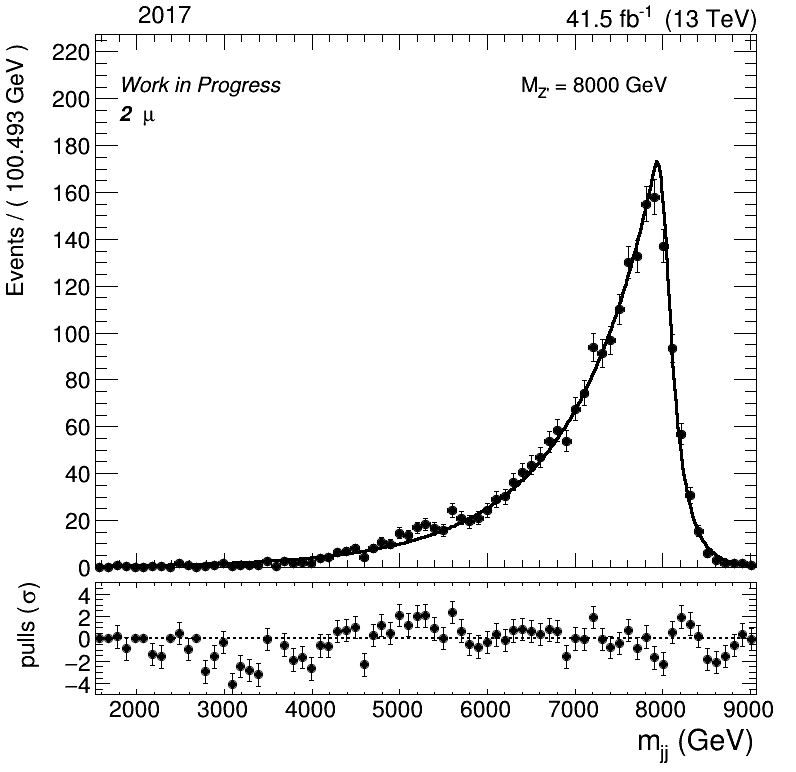 2017
41.5 fb⁻¹ (13 TeV)
Events / ( 100.493 GeV )
220
200
180
160
140
120
100
80
60
40
20
0
Work in Progress
2 μ
M_Z' = 8000 GeV
pulls (σ)
4
2
0
−2
−4
2000 3000 4000 5000 6000 7000 8000 9000
m_jj (GeV)